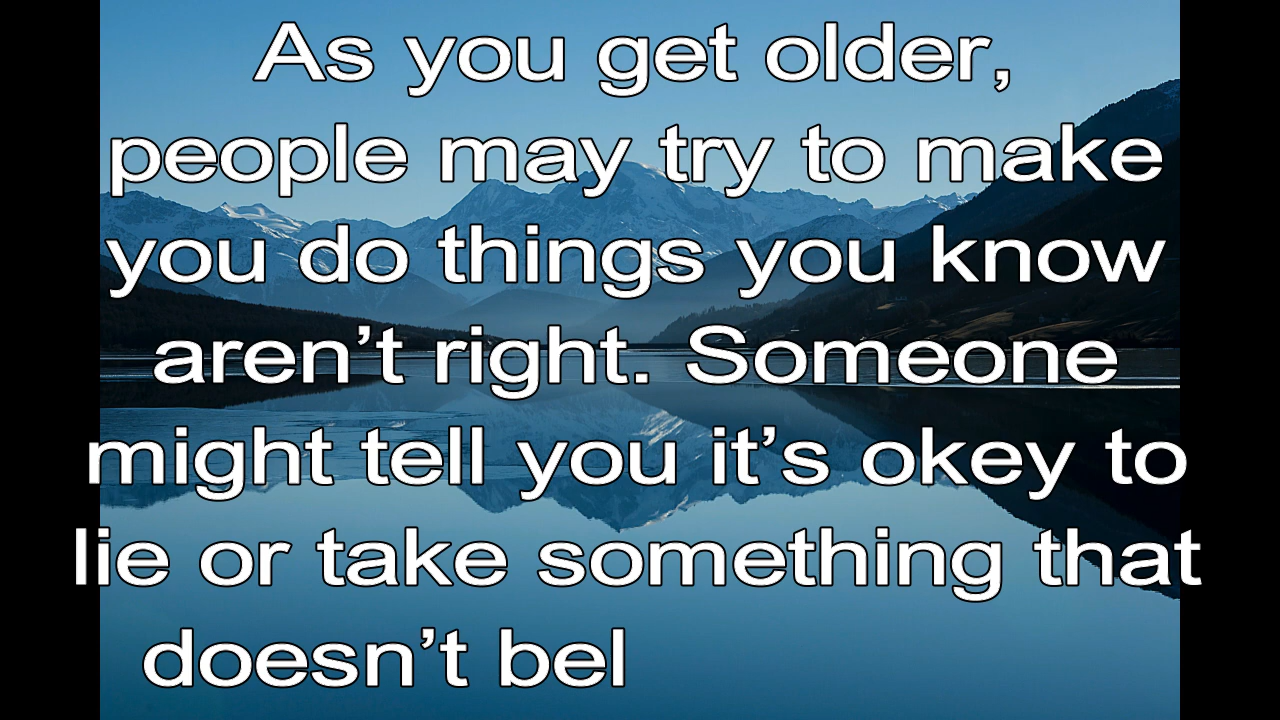 As you get older,
people may try to make
you do things you know
aren’t right. Someone
might tell you it’s okey to
lie or take something that
doesn’t bel